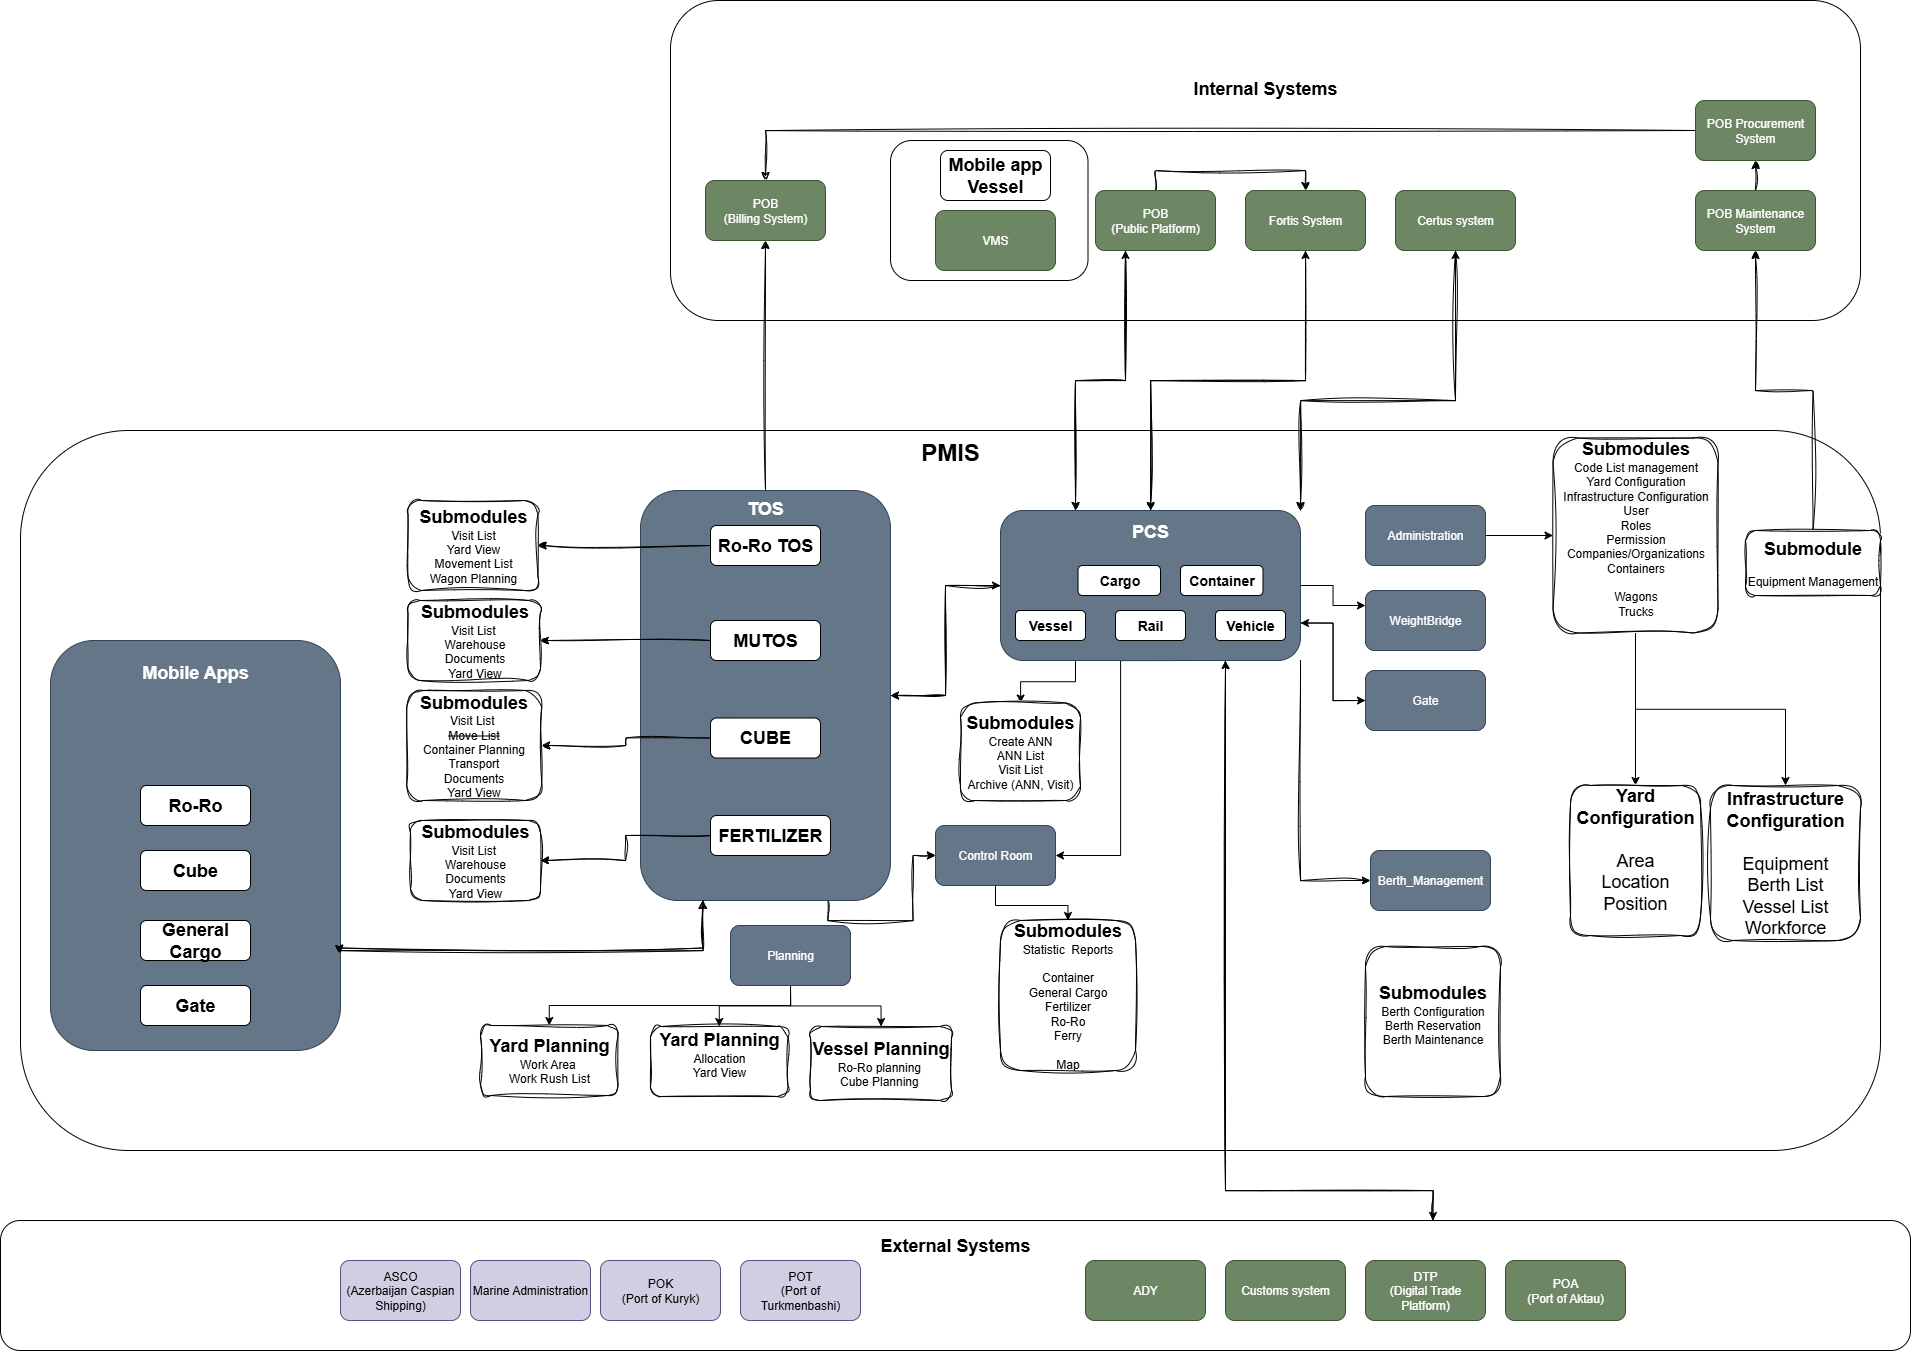 Internal Systems
POB Procurement
System
Mobile app
Vessel
POB
(Billing System)
VMS
POB
(Public Platform)
Fortis System
Certus system
POB Maintenance
System
PMIS
TOS
Ro-Ro TOS
MUTOS
CUBE
FERTILIZER
Submodules
Visit List
Yard View
Movement List
Wagon Planning
Submodules
Visit List
Warehouse
Documents
Yard View
Submodules
Visit List
Move List
Container Planning
Transport
Documents
Yard View
Submodules
Visit List
Warehouse
Documents
Yard View
Mobile Apps
Ro-Ro
Cube
General
Cargo
Gate
PCS
Cargo
Container
Vessel
Rail
Vehicle
Administration
WeightBridge
Gate
Submodules
Code List management
Yard Configuration
Infrastructure Configuration
User
Roles
Permission
Companies/Organizations
Containers
Wagons
Trucks
Submodule
Equipment Management
Submodules
Create ANN
ANN List
Visit List
Archive (ANN, Visit)
Control Room
Berth_Management
Yard
Configuration
Area
Location
Position
Infrastructure
Configuration
Equipment
Berth List
Vessel List
Workforce
Planning
Submodules
Statistic  Reports
Container
General Cargo
Fertilizer
Ro-Ro
Ferry
Map
Submodules
Berth Configuration
Berth Reservation
Berth Maintenance
Yard Planning
Work Area
Work Rush List
Yard Planning
Allocation
Yard View
Vessel Planning
Ro-Ro planning
Cube Planning
External Systems
ASCO
(Azerbaijan Caspian
Shipping)
Marine Administration
POK
(Port of Kuryk)
POT
(Port of
Turkmenbashi)
ADY
Customs system
DTP
(Digital Trade
Platform)
POA
(Port of Aktau)